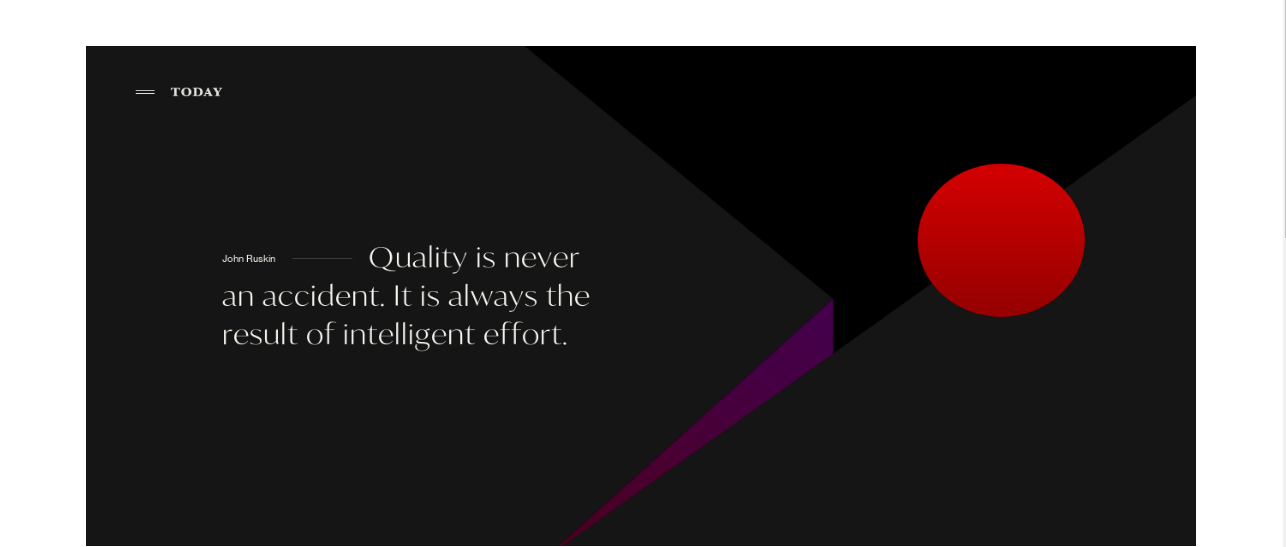 TODAY
John Ruskin Quality is never
an accident. It is always the
result of intelligent effort.